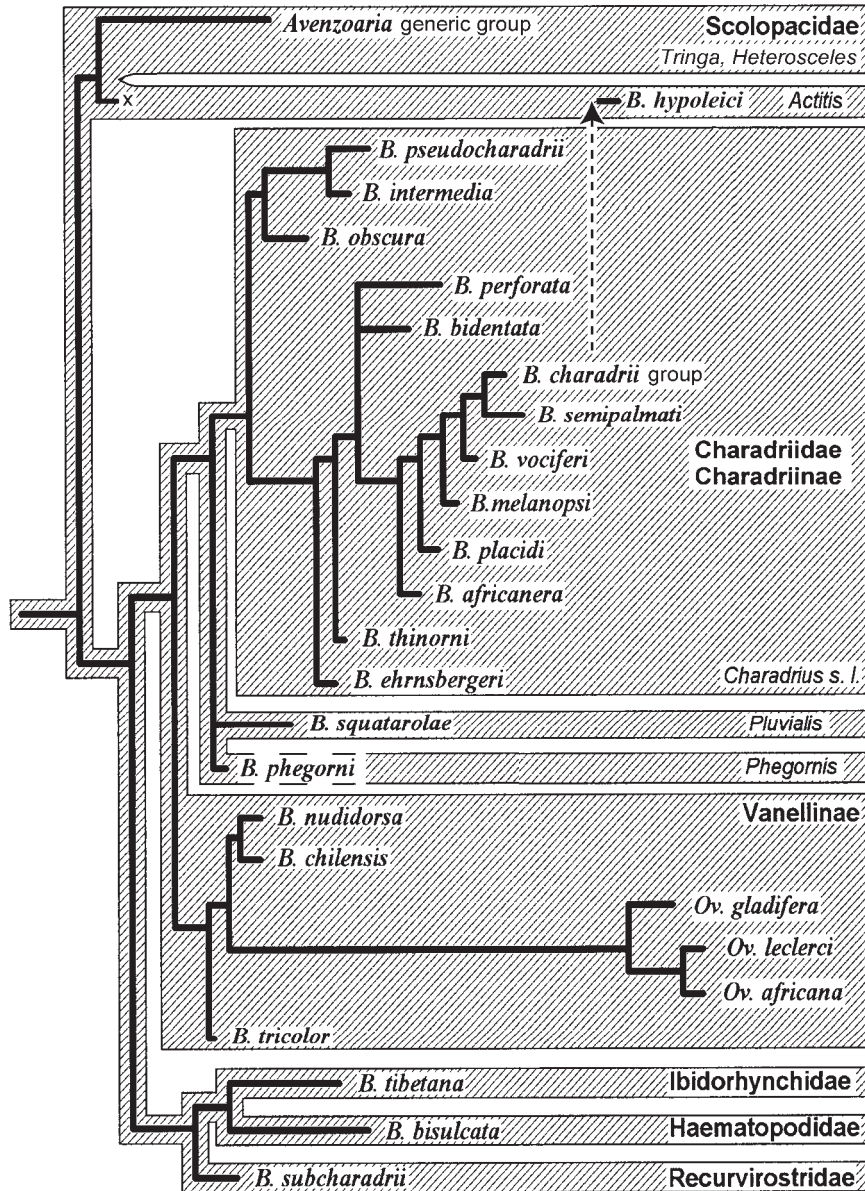 Avenzoaria generic group
Scolopacidae
Tringa, Heterosceles
x
B. hypoleici
Actitis
B. pseudocharadrii
B. intermedia
B. obscura
B. perforata
B. bidentata
B. charadrii group
B. semipalmati
Charadriidae
B. vociferi
Charadriinae
B.melanopsi
B. placidi
B. africanera
B. thinorni
B. ehrnsbergeri
Charadrius s. l.
B. squatarolae
Pluvialis
B. phegorni
Phegornis
B. nudidorsa
Vanellinae
B. chilensis
Ov. gladifera
Ov. leclerci
Ov. africana
B. tricolor
B. tibetana
Ibidorhynchidae
B. bisulcata
Haematopodidae
B. subcharadrii
Recurvirostridae